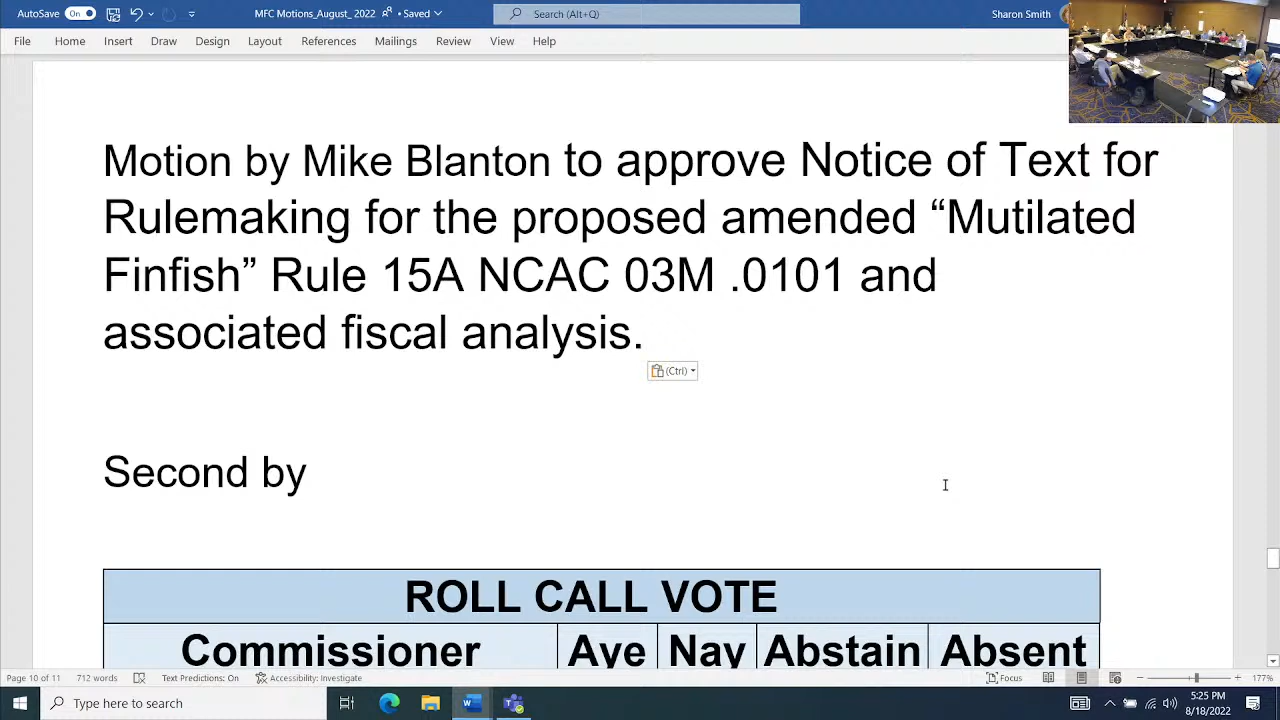 AutoSave On MFC Motions_August_ 2022 • Saved Search (Alt+Q) Sharon Smith
File Home Insert Draw Design Layout References Mailings Review View Help
Motion by Mike Blanton to approve Notice of Text for
Rulemaking for the proposed amended “Mutilated
Finfish” Rule 15A NCAC 03M .0101 and
associated fiscal analysis.
(Ctrl)
Second by
ROLL CALL VOTE
Commissioner Aye Nay Abstain Absent
Page 10 of 11 712 words Text Predictions: On Accessibility: Investigate Focus 177%
Type here to search
5:25 PM
8/18/2022